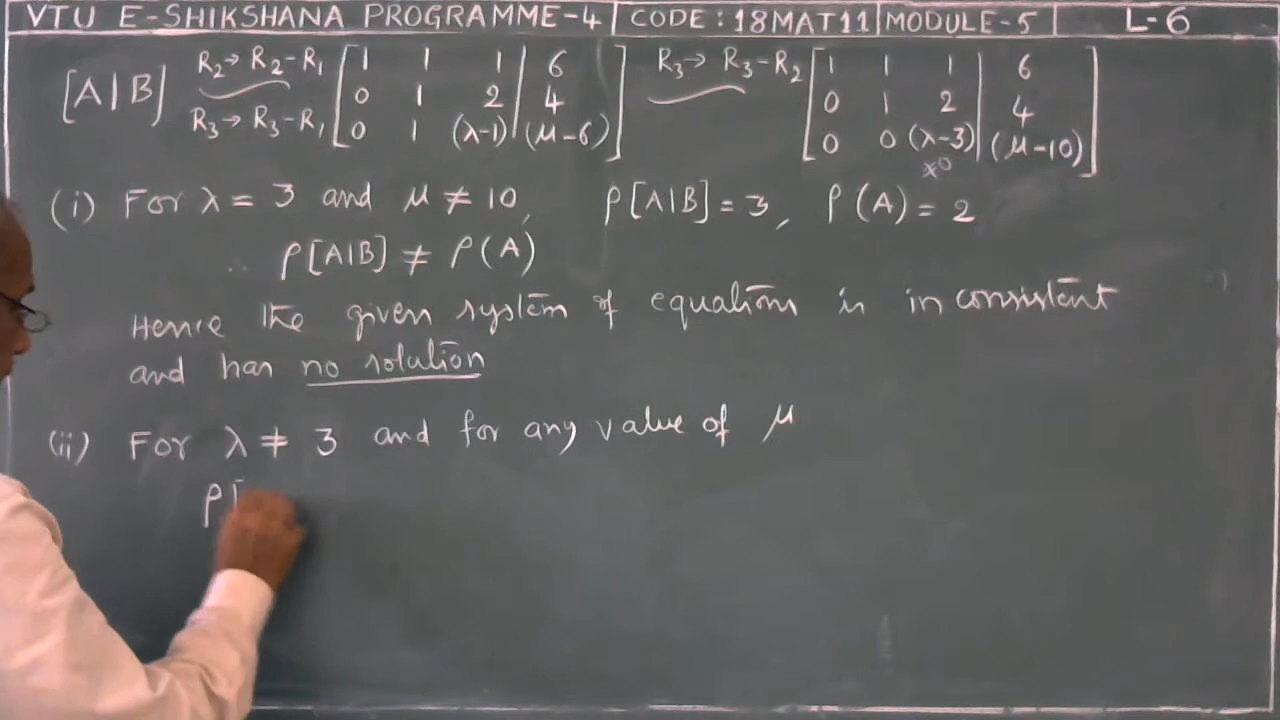 VTU E-SHIKSHANA PROGRAMME-4 | CODE: 18MAT11 | MODULE-5 | L-6
[A|B] R₂→ R₂-R₁ [1 1 1 | 6] R₃→ R₃-R₂ [1 1 1 | 6]
[0 1 2 | 4] [0 1 2 | 4]
R₃→ R₃-R₁ [0 1 (λ-1) | (μ-6)] [0 0 (λ-3) | (μ-10)]
≠0
(i) For λ = 3 and μ ≠ 10, ρ[A|B] = 3, ρ(A) = 2
∴ ρ[A|B] ≠ ρ(A)
Hence the given system of equations is inconsistent
and has no solution
(ii) For λ ≠ 3 and for any value of μ
ρ[